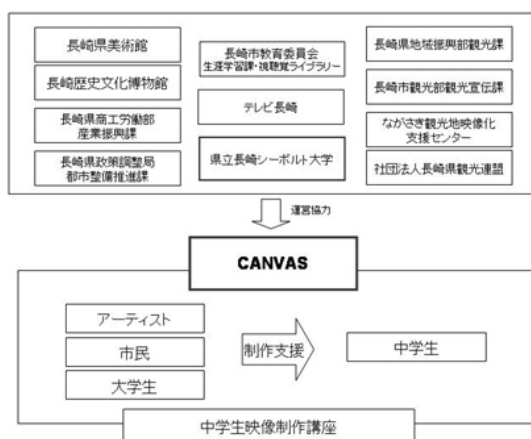 長崎県美術館
長崎歴史文化博物館
長崎県商工労働部
産業振興課
長崎県政策調整局
都市整備推進課
長崎市教育委員会
生涯学習課・視聴覚ライブラリー
テレビ長崎
県立長崎シーボルト大学
長崎県地域振興部観光課
長崎市観光部観光宣伝課
ながさき観光地映像化
支援センター
社団法人長崎県観光連盟
運営協力
CANVAS
アーティスト
市民
大学生
制作支援
中学生
中学生映像制作講座